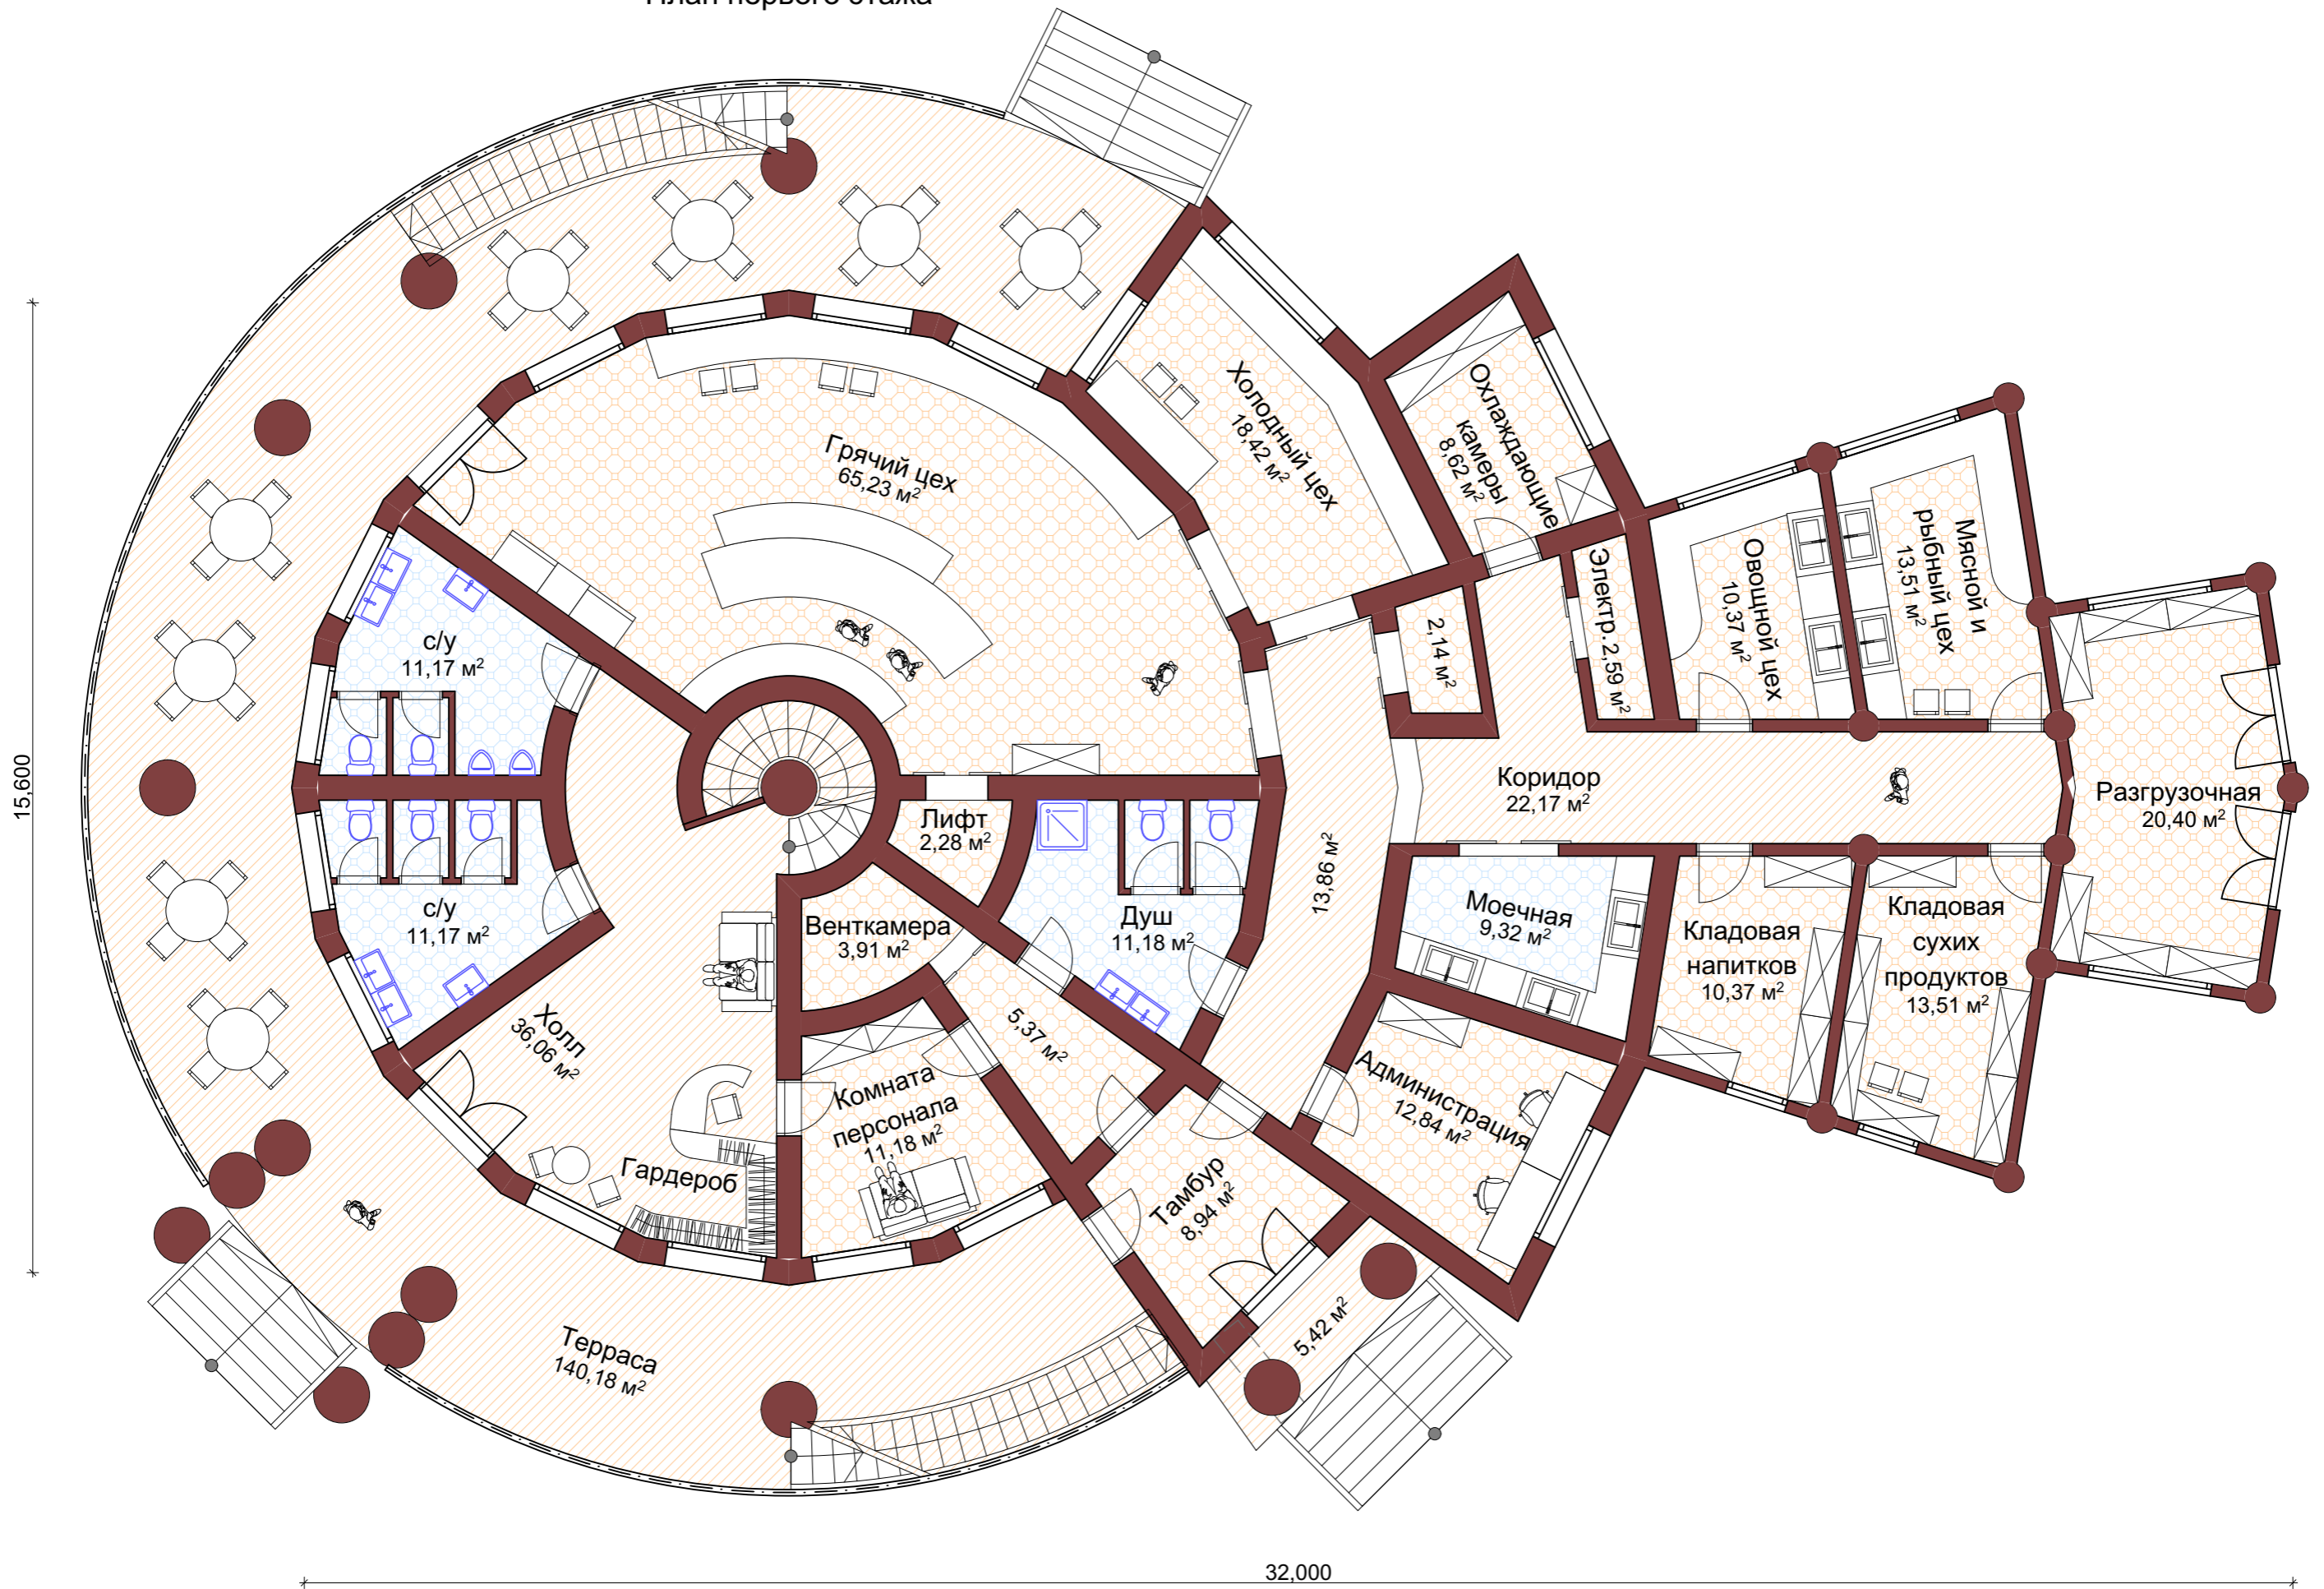 План первого этажа
Грячий цех
65,23 м²
Холодный цех
18,42 м²
Охлаждающие
камеры
8,62 м²
Электр. 2,59 м²
2,14 м²
Овощной цех
10,37 м²
Мясной и
рыбный цех
13,51 м²
Разгрузочная
20,40 м²
Коридор
22,17 м²
13,86 м²
с/у
11,17 м²
с/у
11,17 м²
Лифт
2,28 м²
Венткамера
3,91 м²
Душ
11,18 м²
Моечная
9,32 м²
Кладовая
напитков
10,37 м²
Кладовая
сухих
продуктов
13,51 м²
Холл
36,06 м²
Гардероб
Комната
персонала
11,18 м²
5,37 м²
Администрация
12,84 м²
Тамбур
8,94 м²
5,42 м²
Терраса
140,18 м²
15,600
32,000